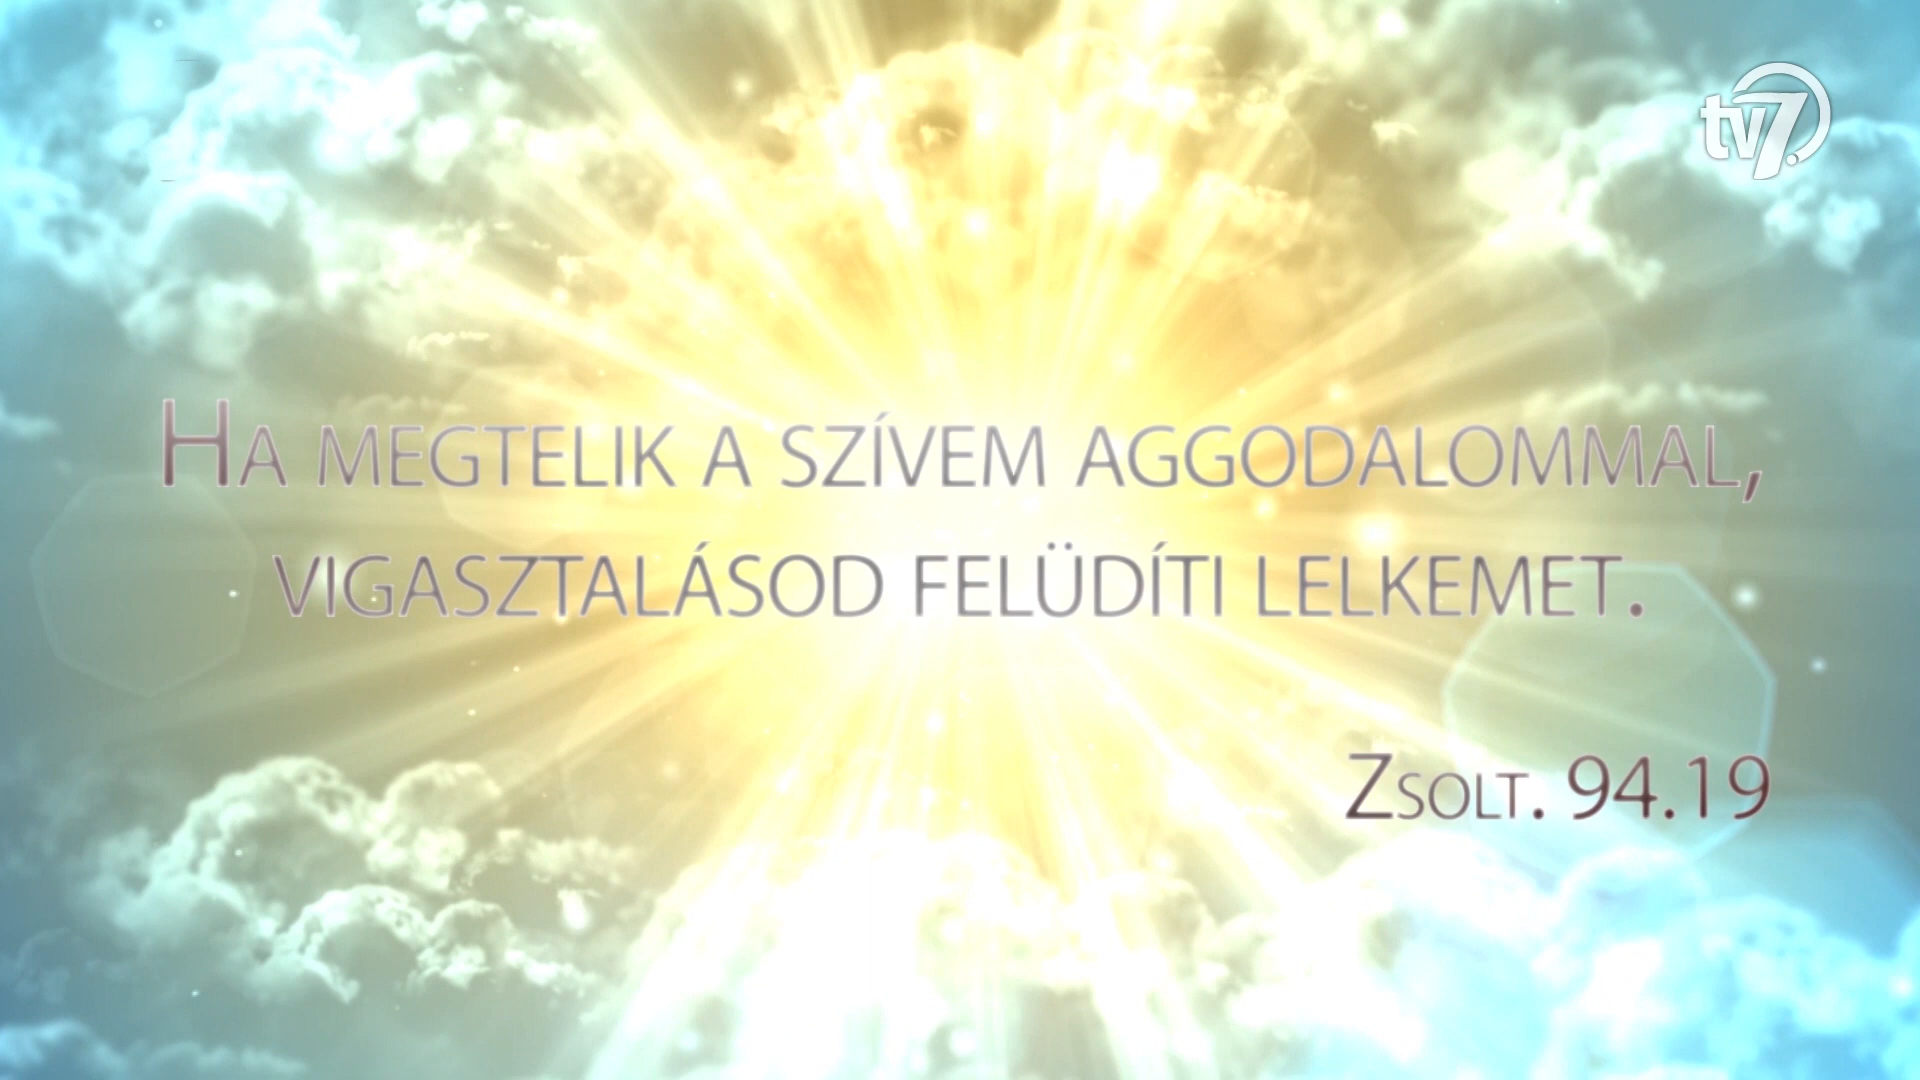 tv7
Ha megtelik a szívem aggodalommal,
vigasztalásod felüdíti lelkemet.
Zsolt. 94.19